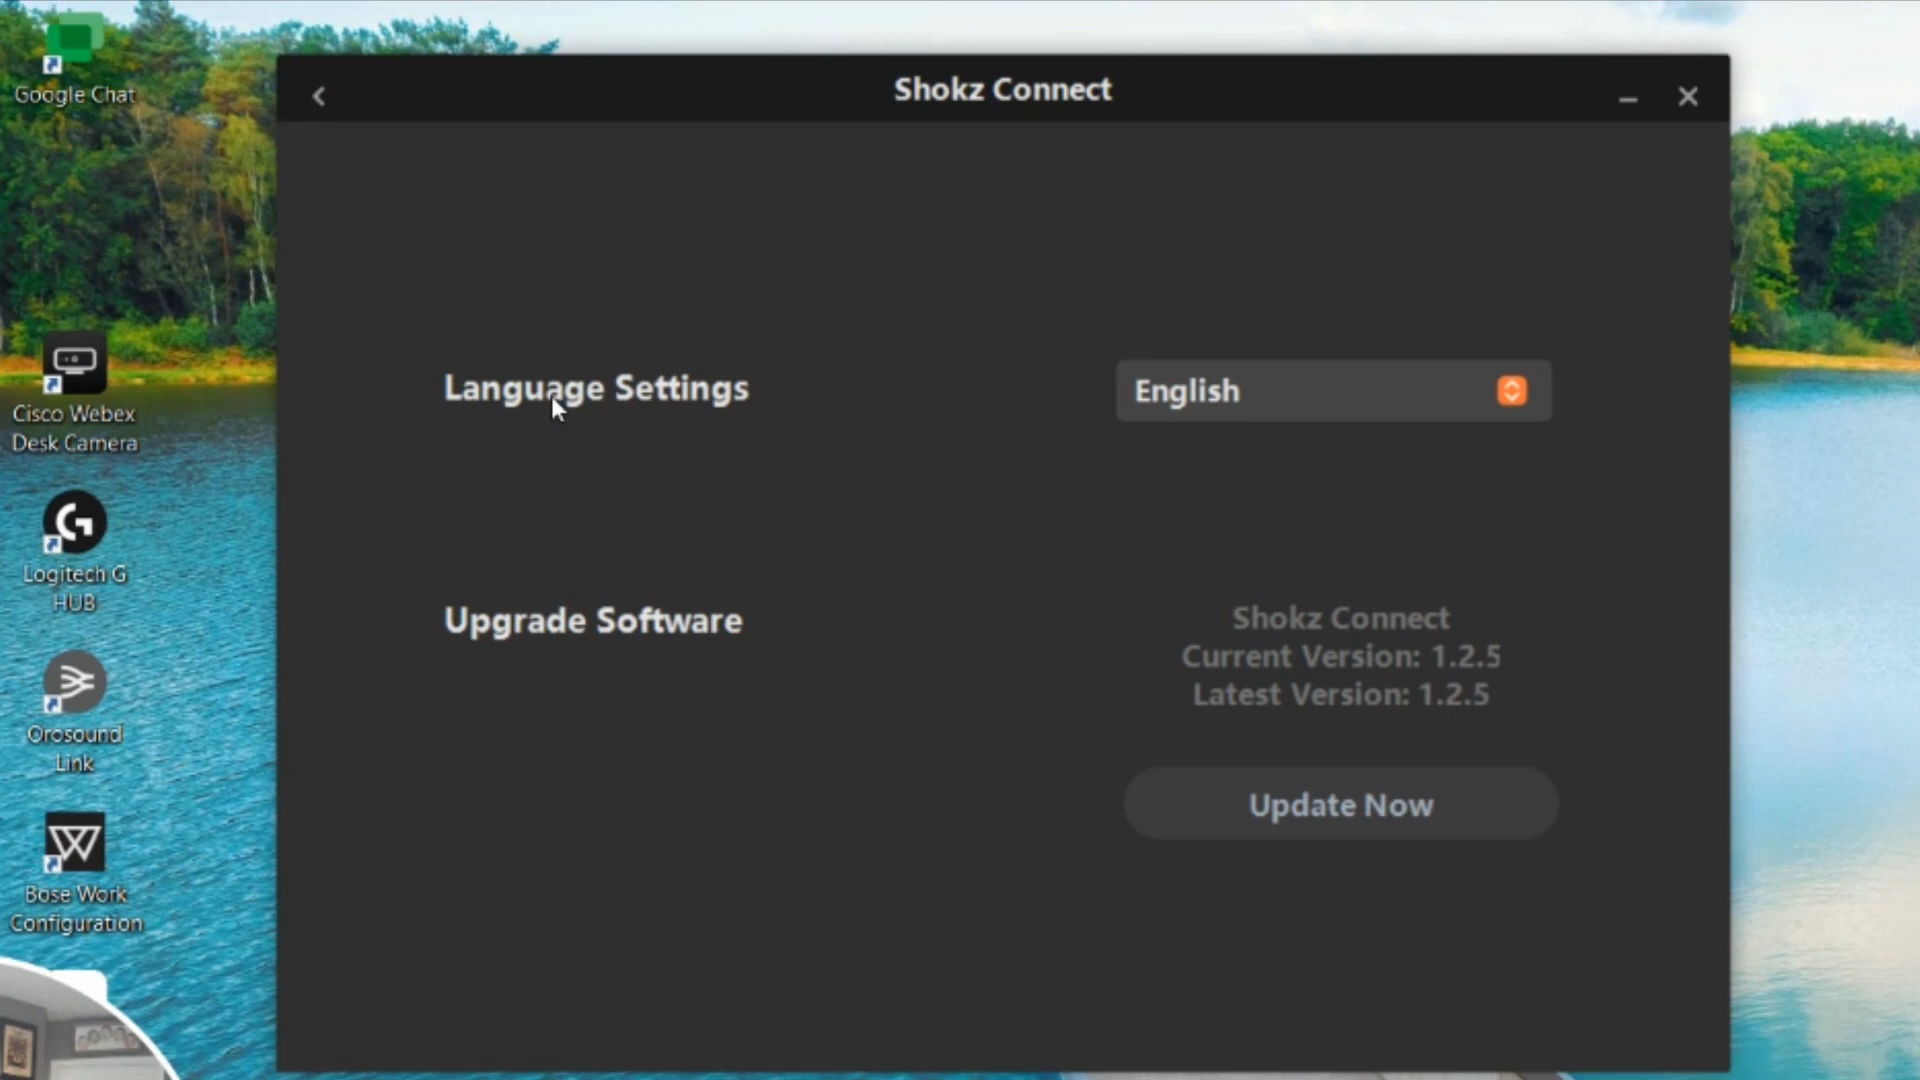 Google Chat
Shokz Connect
Language Settings
English
Cisco Webex
Desk Camera
Logitech G
HUB
Upgrade Software
Shokz Connect
Current Version: 1.2.5
Latest Version: 1.2.5
Orosound
Link
Update Now
Bose Work
Configuration